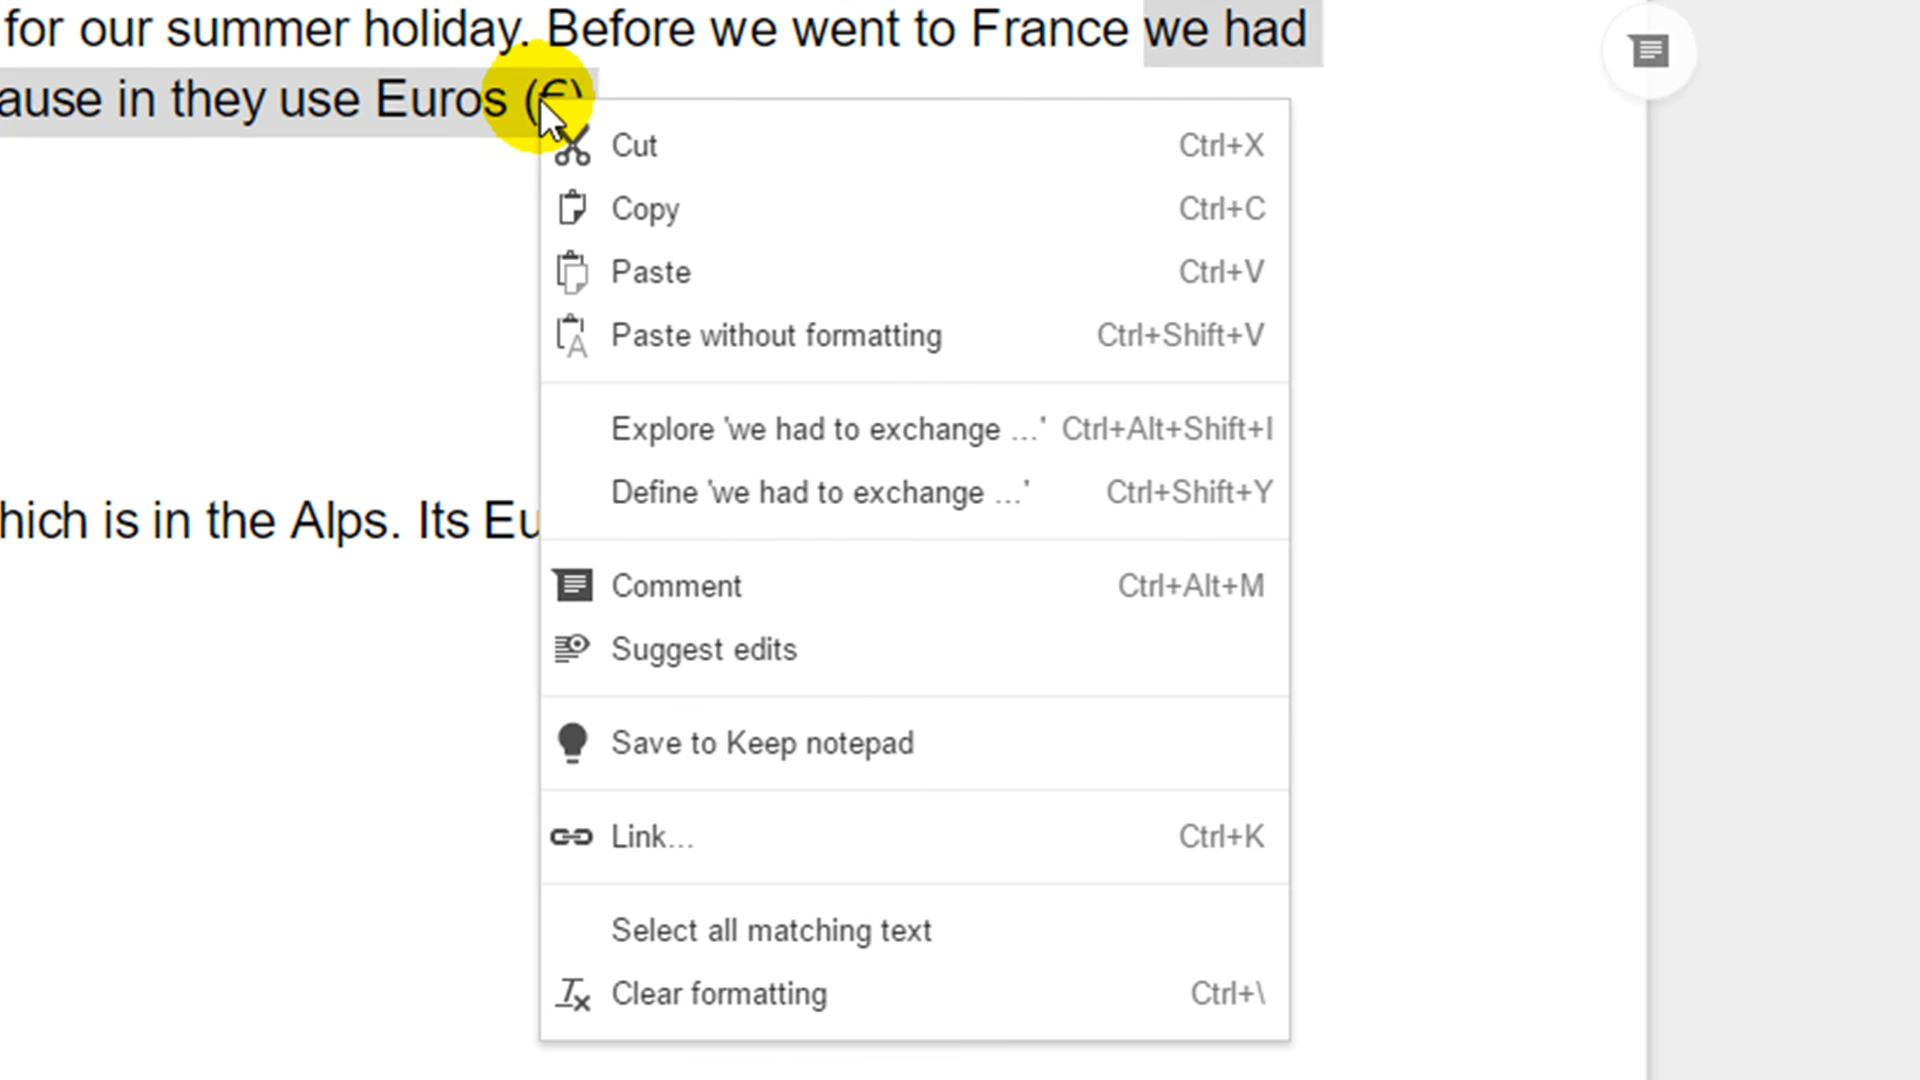 for our summer holiday. Before we went to France we had
ause in they use Euros (€)
Cut Ctrl+X
Copy Ctrl+C
Paste Ctrl+V
Paste without formatting Ctrl+Shift+V
Explore 'we had to exchange ...' Ctrl+Alt+Shift+I
Define 'we had to exchange ...' Ctrl+Shift+Y
hich is in the Alps. Its Eu
Comment Ctrl+Alt+M
Suggest edits
Save to Keep notepad
Link... Ctrl+K
Select all matching text
Clear formatting Ctrl+\